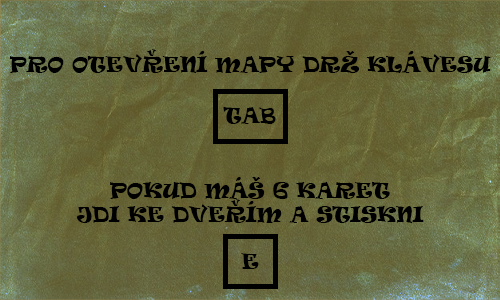 PRO OTEVŘENÍ MAPY DRŽ KLÁVESU
TAB
POKUD MÁŠ 6 KARET
JDI KE DVEŘÍM A STISKNI
E